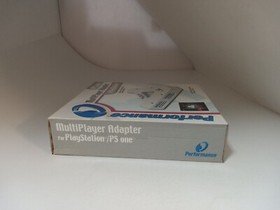 Performance
MultiPlayer Adapter
for PlayStation /PS one
Performance